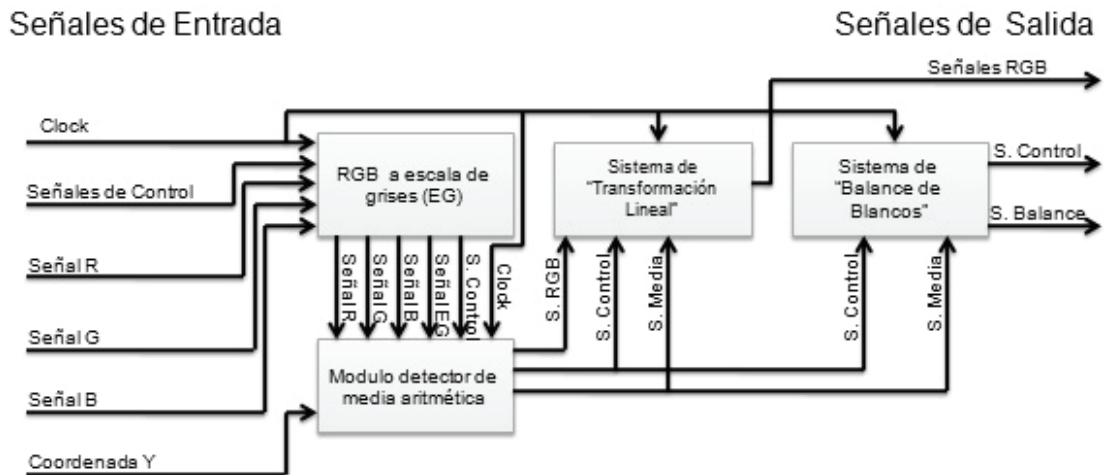 Señales de Entrada
Señales de Salida
Señales RGB
Clock
Señales de Control
Señal R
Señal G
Señal B
Coordenada Y
RGB a escala de
grises (EG)
Sistema de
“Transformación
Lineal”
Sistema de
“Balance de
Blancos”
S. Control
S. Balance
Señal R
Señal G
Señal B
Señal EG
S. Control
Clock
S. RGB
S. Control
S. Media
S. Control
S. Media
Modulo detector de
media aritmética